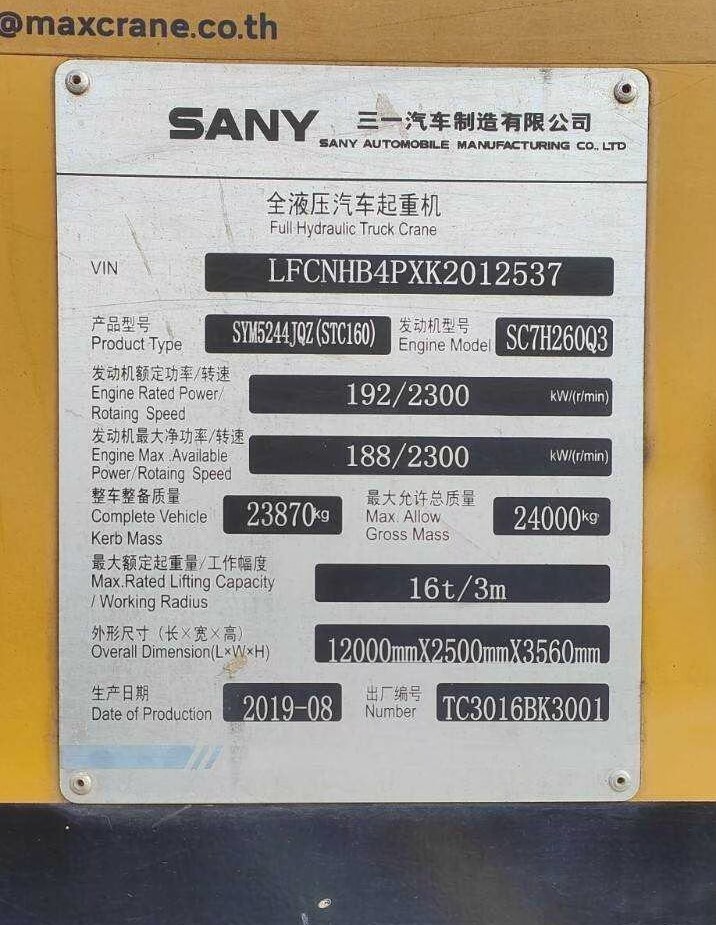 @maxcrane.co.th
SANY 三一汽车制造有限公司
SANY AUTOMOBILE MANUFACTURING CO., LTD
全液压汽车起重机
Full Hydraulic Truck Crane
VIN LFCNHB4PXK2012537
产品型号 SYM5244JQZ(STC160) 发动机型号 SC7H260Q3
Product Type Engine Model
发动机额定功率/转速
Engine Rated Power/ 192/2300 kW/(r/min)
Rotaing Speed
发动机最大净功率/转速
Engine Max .Available 188/2300 kW/(r/min)
Power/Rotaing Speed
整车整备质量 最大允许总质量
Complete Vehicle 23870kg Max. Allow 24000kg
Kerb Mass Gross Mass
最大额定起重量/工作幅度
Max.Rated Lifting Capacity 16t/3m
/ Working Radius
外形尺寸（长×宽×高）
Overall Dimension(L×W×H) 12000mmX2500mmX3560mm
生产日期 出厂编号
Date of Production 2019-08 Number TC3016BK3001